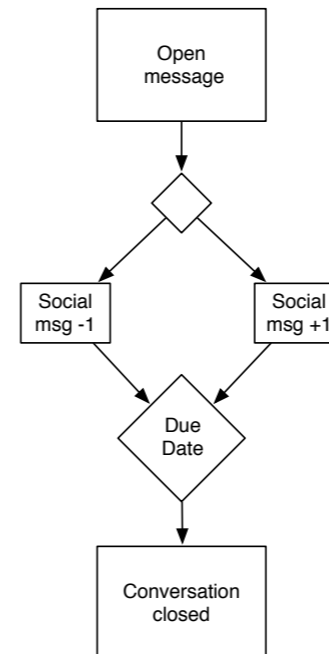 Open
message
Social
msg -1
Social
msg +1
Due
Date
Conversation
closed